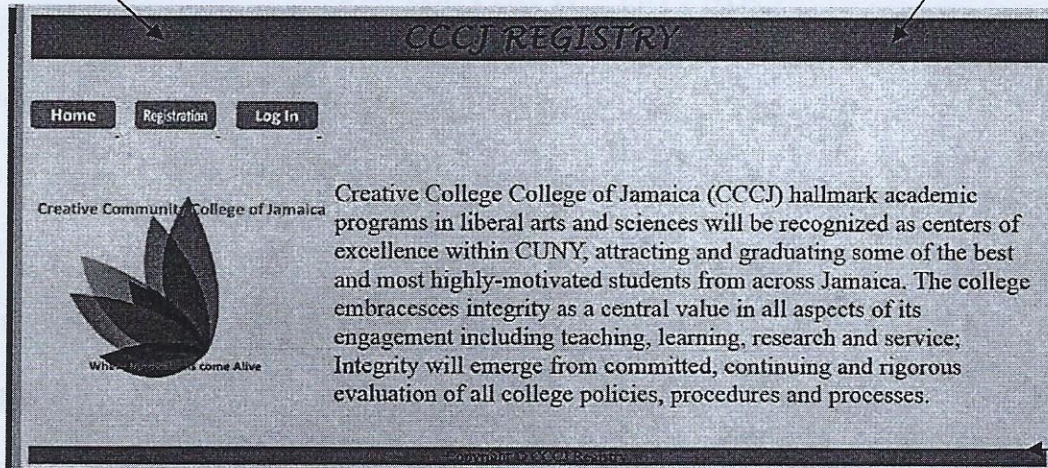 CCCJ REGISTRY
Home Registration Log In
Creative Community College of Jamaica
come Alive
Creative College College of Jamaica (CCCJ) hallmark academic
programs in liberal arts and sciences will be recognized as centers of
excellence within CUNY, attracting and graduating some of the best
and most highly-motivated students from across Jamaica. The college
embracesces integrity as a central value in all aspects of its
engagement including teaching, learning, research and service;
Integrity will emerge from committed, continuing and rigorous
evaluation of all college policies, procedures and processes.
Copyright CCCJ Registry